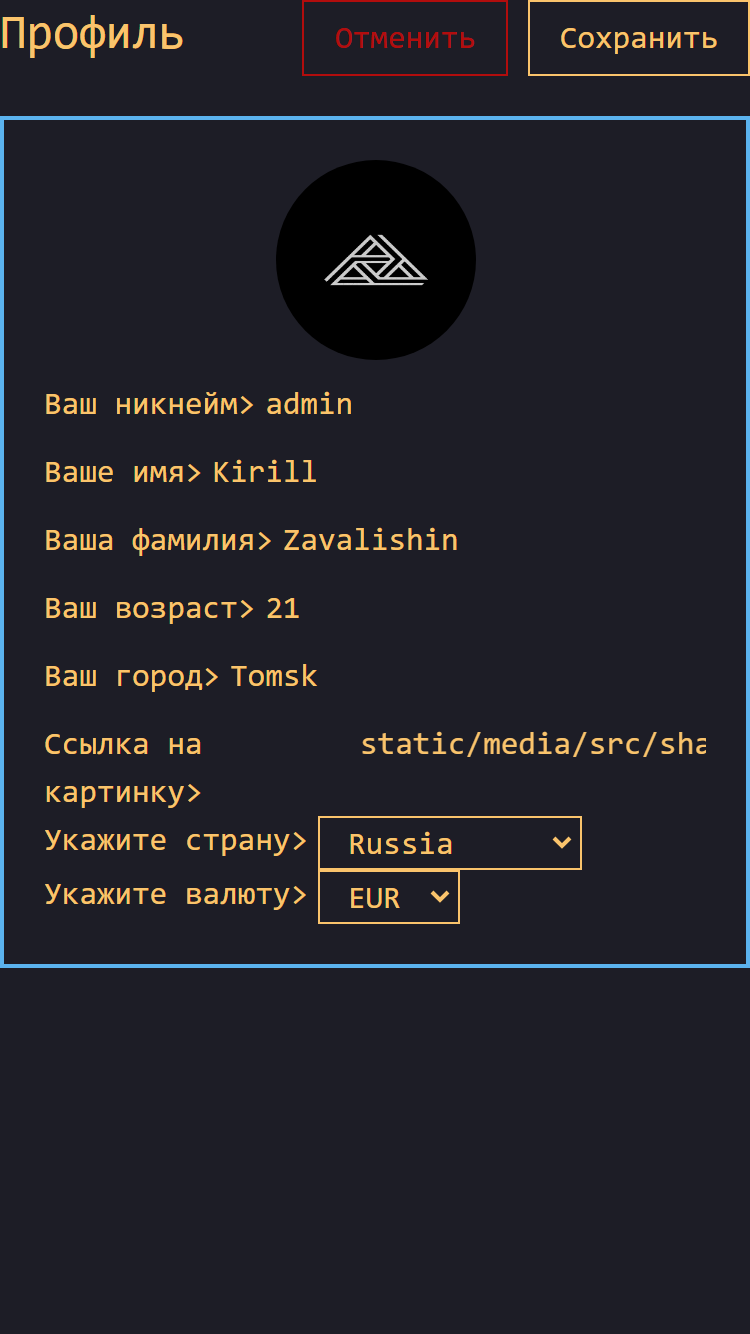 Профиль
Отменить
Сохранить
Ваш никнейм> admin
Ваше имя> Kirill
Ваша фамилия> Zavalishin
Ваш возраст> 21
Ваш город> Tomsk
Ссылка на static/media/src/sha
картинку>
Укажите страну> Russia
Укажите валюту> EUR